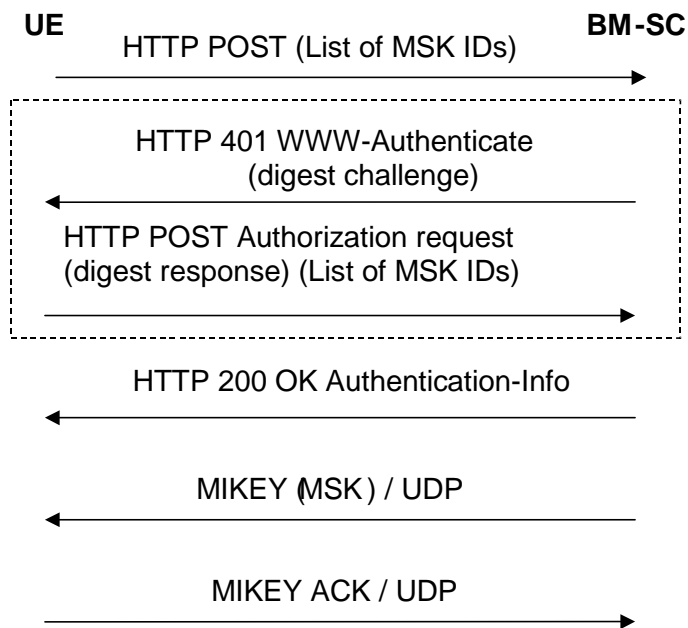 UE BM-SC
HTTP POST (List of MSK IDs)
HTTP 401 WWW-Authenticate
(digest challenge)
HTTP POST Authorization request
(digest response) (List of MSK IDs)
HTTP 200 OK Authentication-Info
MIKEY (MSK) / UDP
MIKEY ACK / UDP